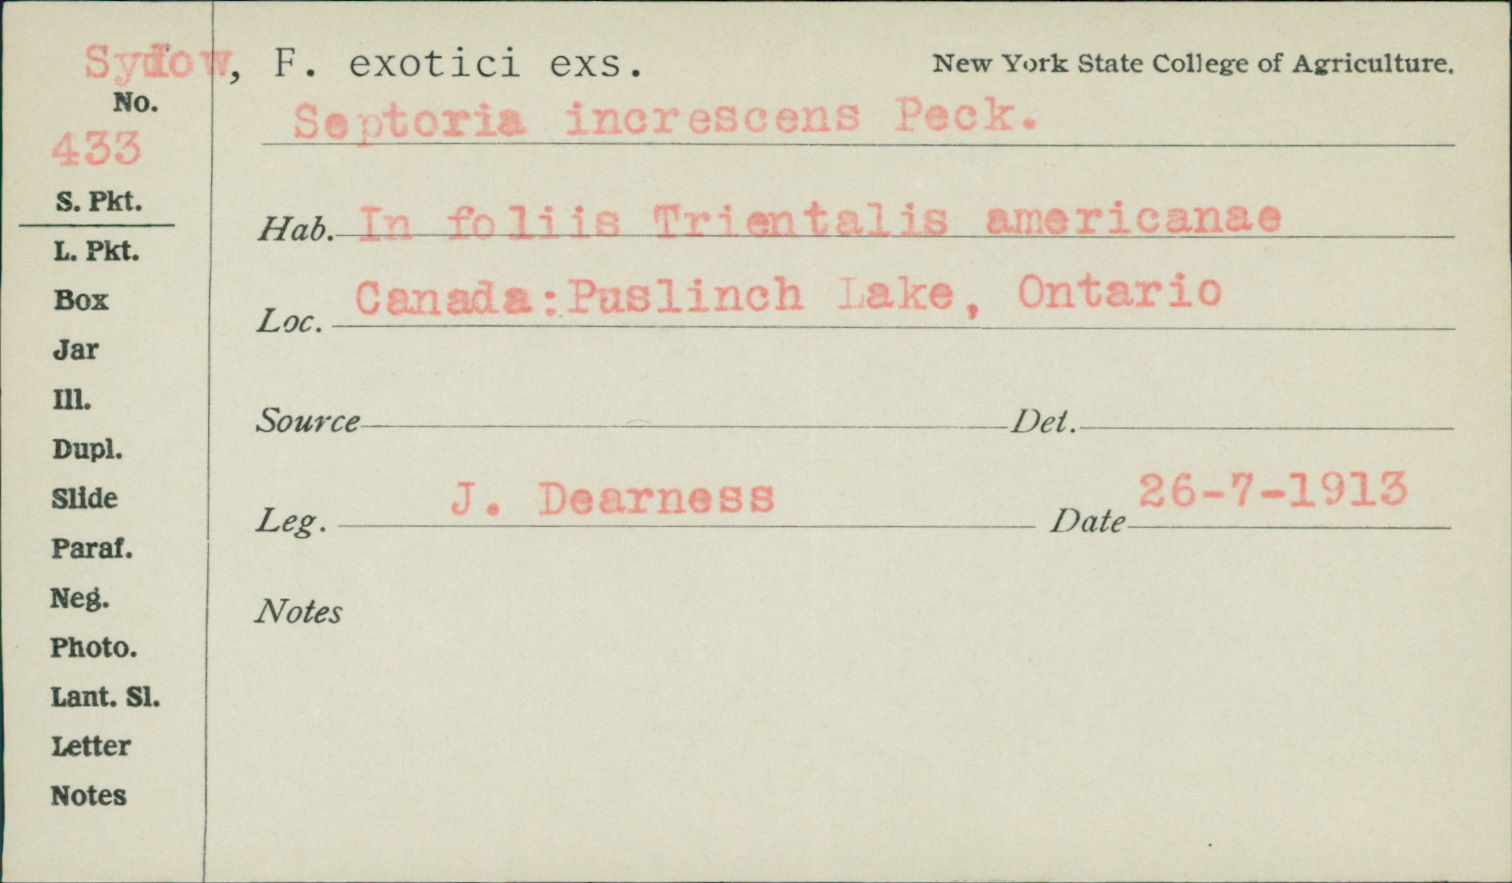 Sydow, F. exotici exs.
New York State College of Agriculture.
No.
433
Septoria increscens Peck.
S. Pkt.
L. Pkt.
Box
Jar
Ill.
Dupl.
Slide
Paraf.
Neg.
Photo.
Lant. Sl.
Letter
Notes
Hab. In foliis Trientalis americanae
Loc. Canada: Puslinch Lake, Ontario
Source Det.
Leg. J. Dearness Date 26-7-1913
Notes